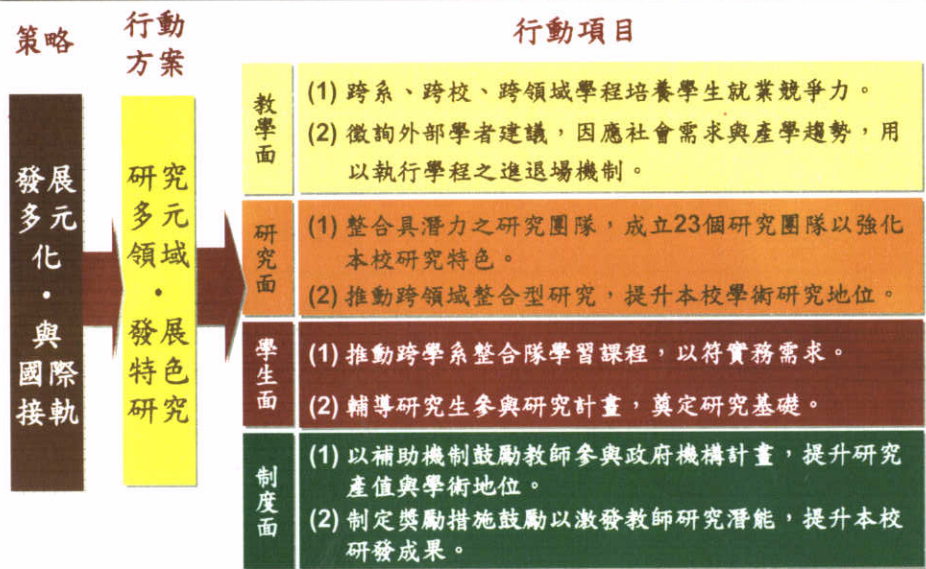 策略
行動
方案
行動項目
發展
多元
化
·
與
國際
接軌
研究
多元
領域
·
發展
特色
研究
教學面
(1) 跨系、跨校、跨領域學程培養學生就業競爭力。
(2) 徵詢外部學者建議，因應社會需求與產學趨勢，用
以執行學程之進退場機制。
研究面
(1) 整合具潛力之研究團隊，成立23個研究團隊以強化
本校研究特色。
(2) 推動跨領域整合型研究，提升本校學術研究地位。
學生面
(1) 推動跨學系整合隊學習課程，以符實務需求。
(2) 輔導研究生參與研究計畫，奠定研究基礎。
制度面
(1) 以補助機制鼓勵教師參與政府機構計畫，提升研究
產值與學術地位。
(2) 制定獎勵措施鼓勵以激發教師研究潛能，提升本校
研發成果。